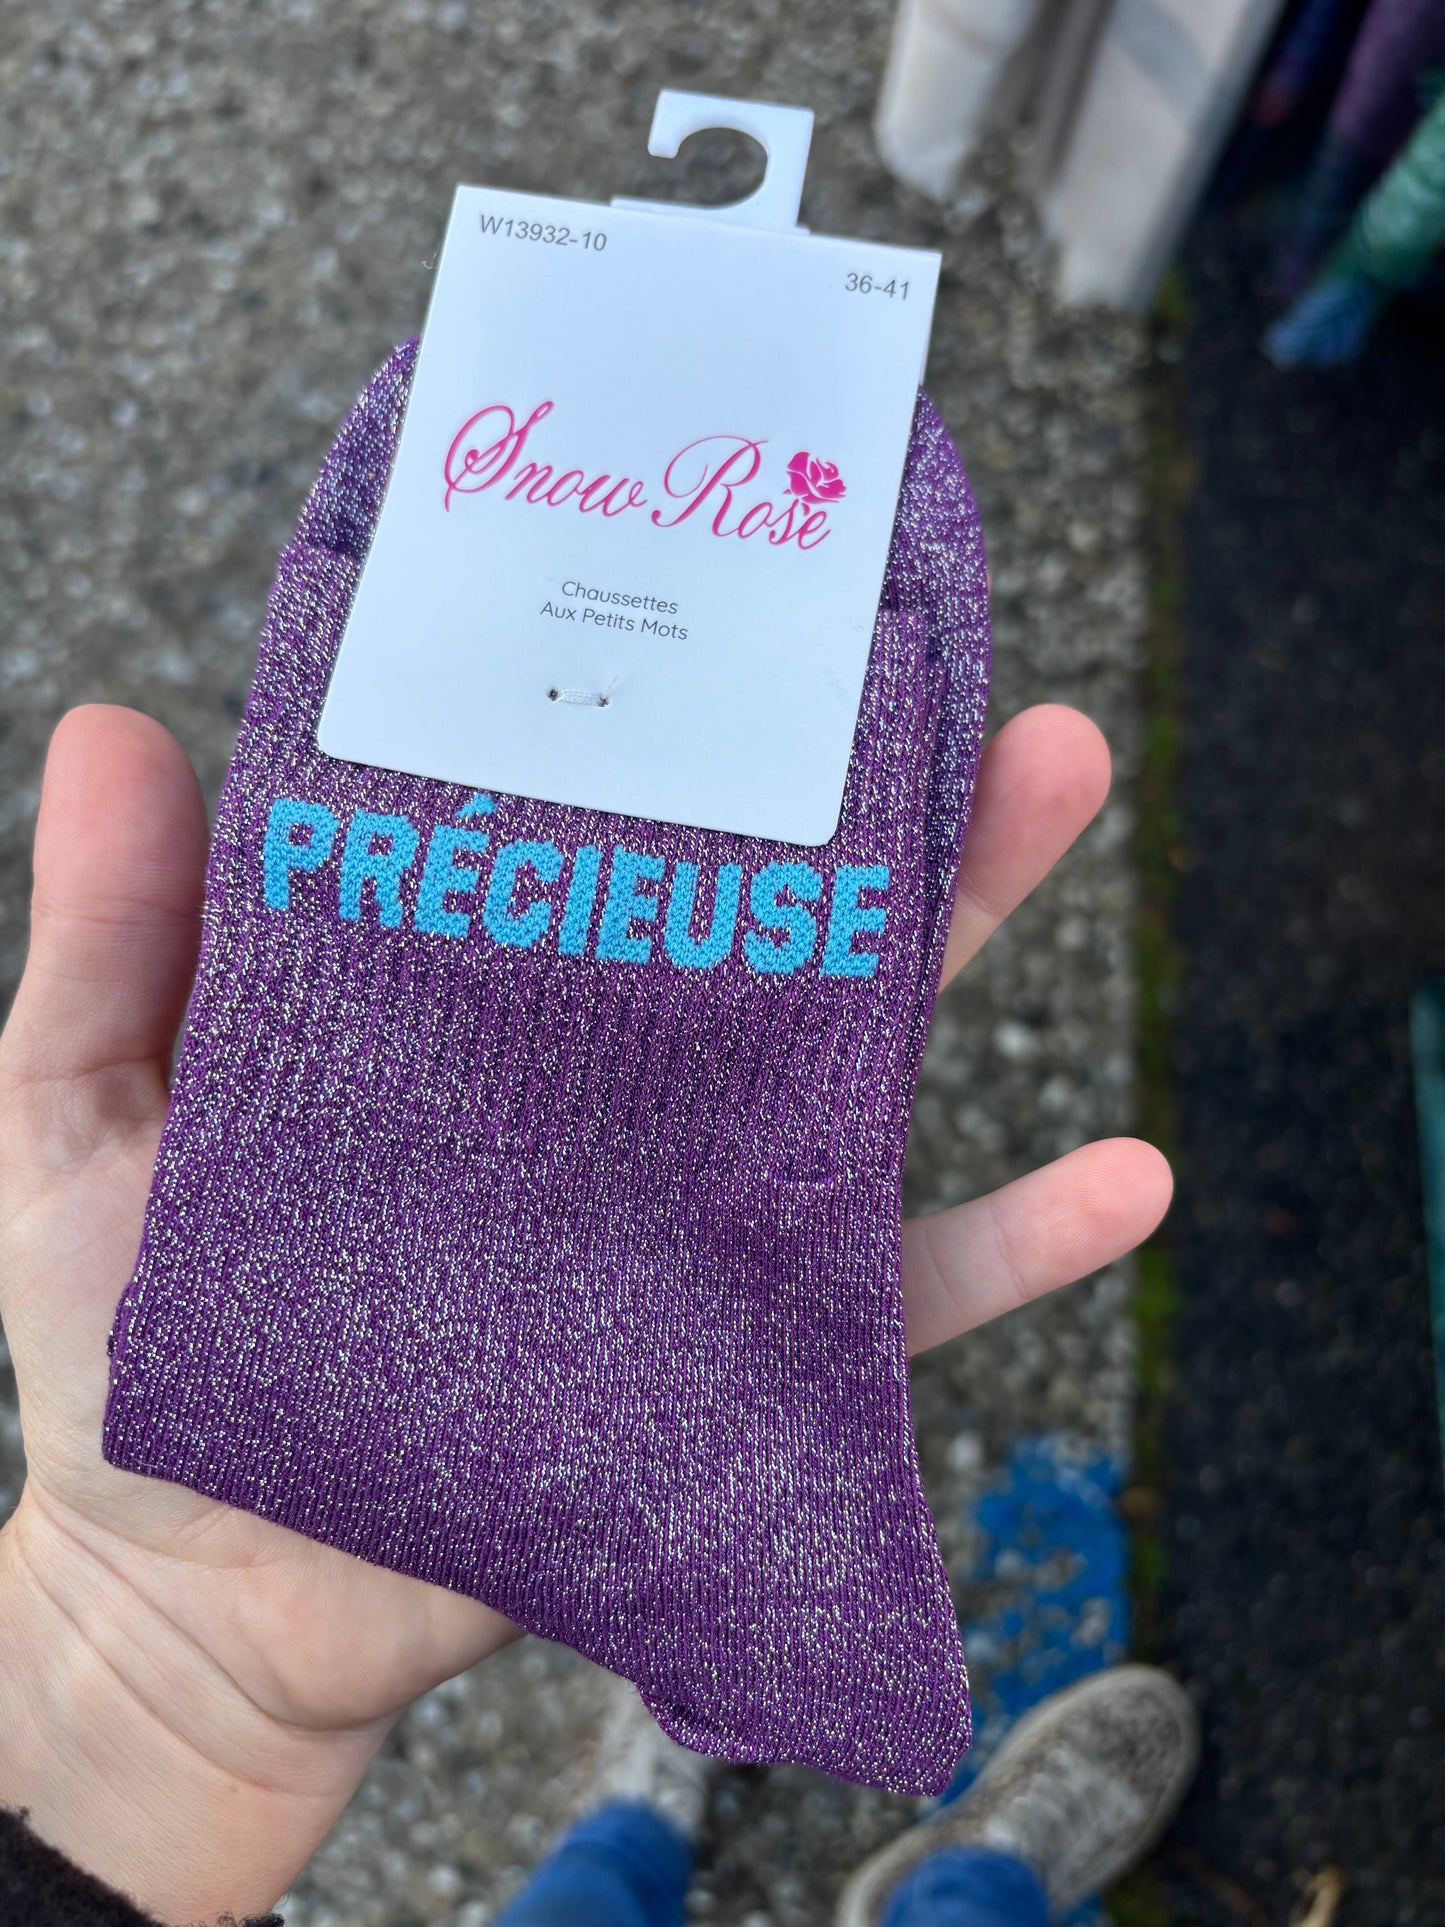 W13932-10
36-41
Snow Rose
Chaussettes
Aux Petits Mots
PRÉCIEUSE